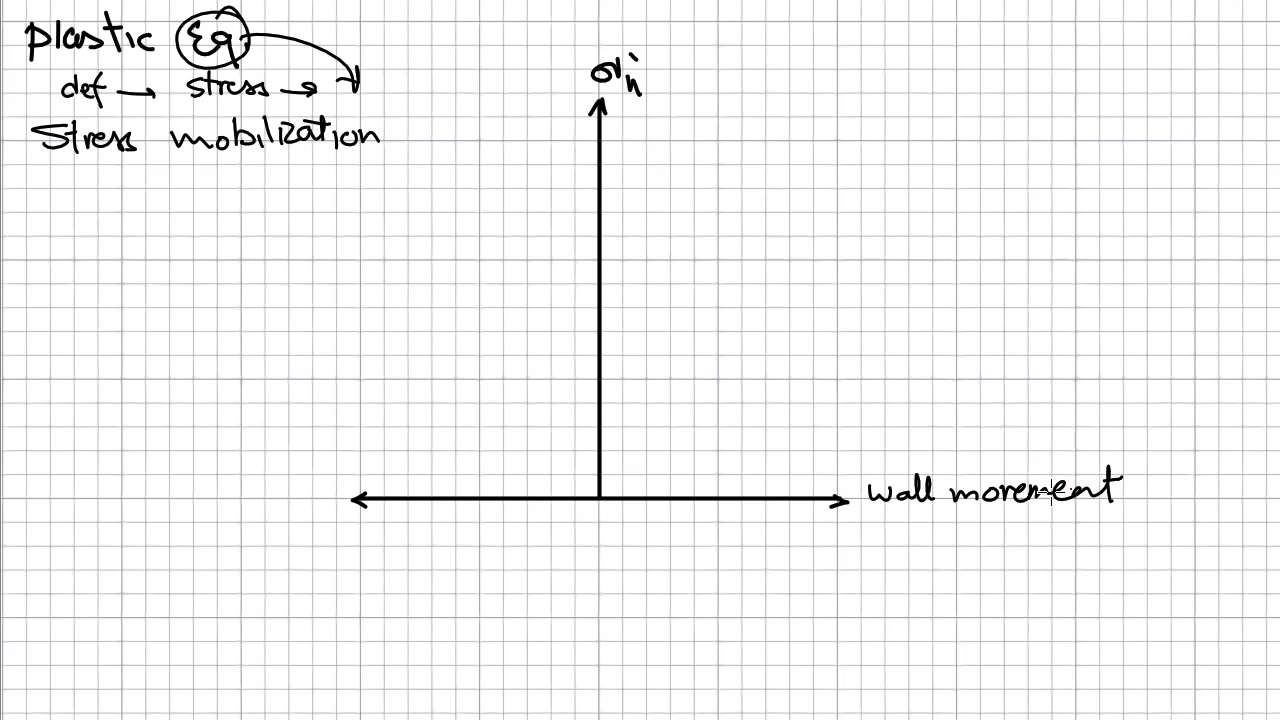 plastic Eq
def → stress →
Stress mobilization
σ'h
wall movement